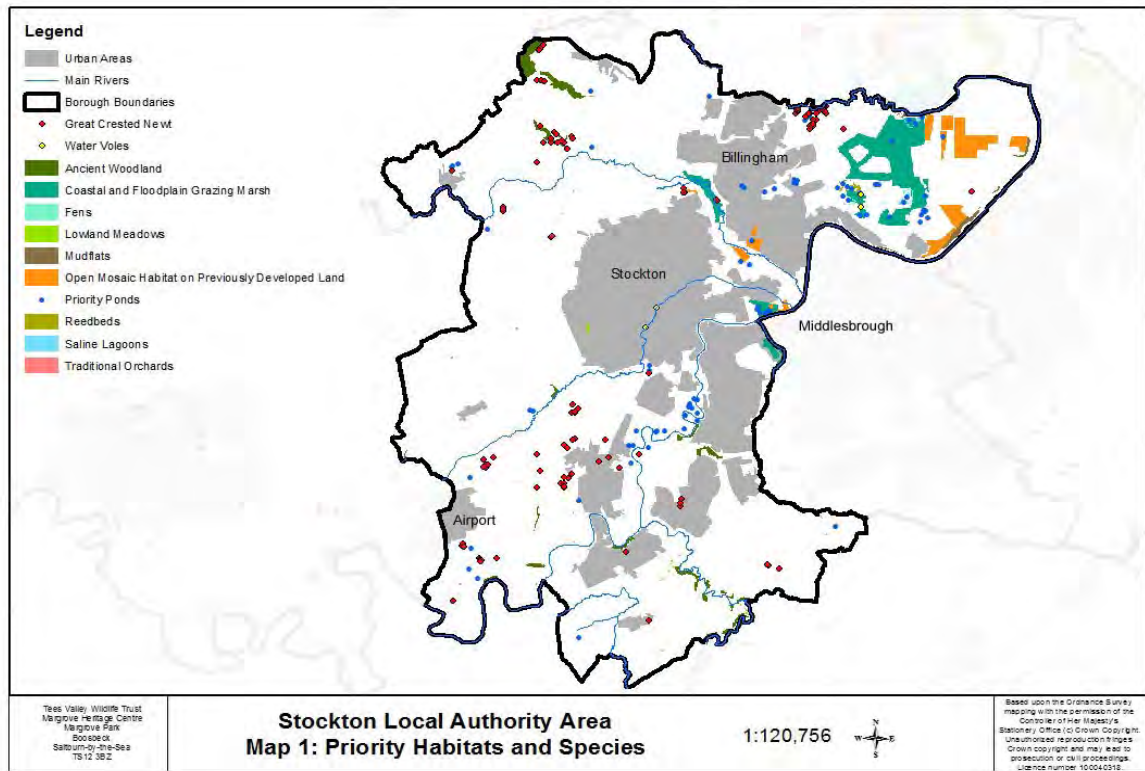 Legend
Urban Areas
Main Rivers
Borough Boundaries
Great Crested Newt
Water Voles
Ancient Woodland
Coastal and Floodplain Grazing Marsh
Fens
Lowland Meadows
Mudflats
Open Mosaic Habitat on Previously Developed Land
Priority Ponds
Reedbeds
Saline Lagoons
Traditional Orchards
Billingham
Stockton
Middlesbrough
Airport
Tees Valley Wildlife Trust
Margrove Heritage Centre
Margrove Park
Boosbeck
Saltburn-by-the-Sea
TS12 3BZ
Stockton Local Authority Area
Map 1: Priority Habitats and Species
1:120,756
N
W E
S
Based upon the Ordnance Survey
mapping with the permission of the
Controller of Her Majesty's
Stationery Office (c) Crown Copyright.
Unauthorized reproduction fringes
Crown copyright and may lead to
prosecution or civil proceedings.
Licence number 100040318.